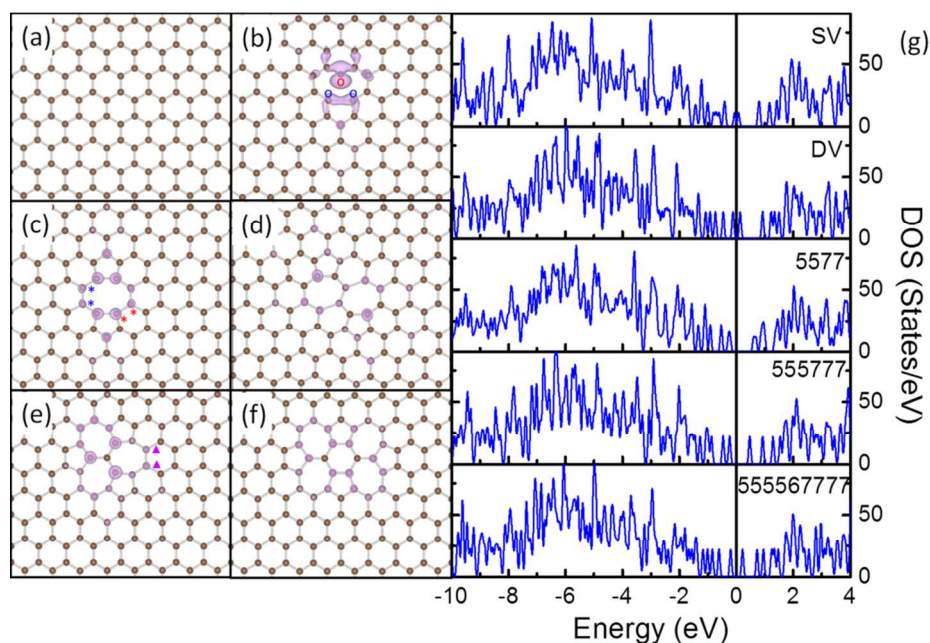 (a)
(b)
(c)
(d)
(e)
(f)
o
o o
*
*
*
*
SV
(g)
50
0
DV
50
0
5577
50
0
555777
50
0
555567777
50
0
DOS (States/eV)
-10 -8 -6 -4 -2 0 2 4
Energy (eV)